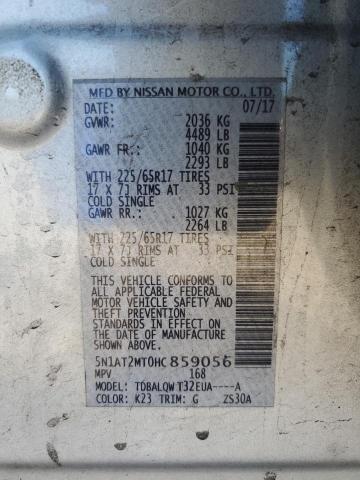 MFD BY NISSAN MOTOR CO., LTD.
DATE: 07/17
GVWR: 2036 KG
4489 LB
GAWR FR: 1040 KG
2293 LB
WITH 225/65R17 TIRES
17 X 7J RIMS AT 33 PSI
COLD SINGLE
GAWR RR.: 1027 KG
2264 LB
WITH 225/65R17 TIRES
17 X 7J RIMS AT 33 PSI
COLD SINGLE
THIS VEHICLE CONFORMS TO
ALL APPLICABLE FEDERAL
MOTOR VEHICLE SAFETY AND
THEFT PREVENTION
STANDARDS IN EFFECT ON
THE DATE OF MANUFACTURE
SHOWN ABOVE.
5N1AT2MT0HC859056
MPV 168
MODEL: TDBALQWT32EUA----A
COLOR: K23 TRIM: G ZS30A